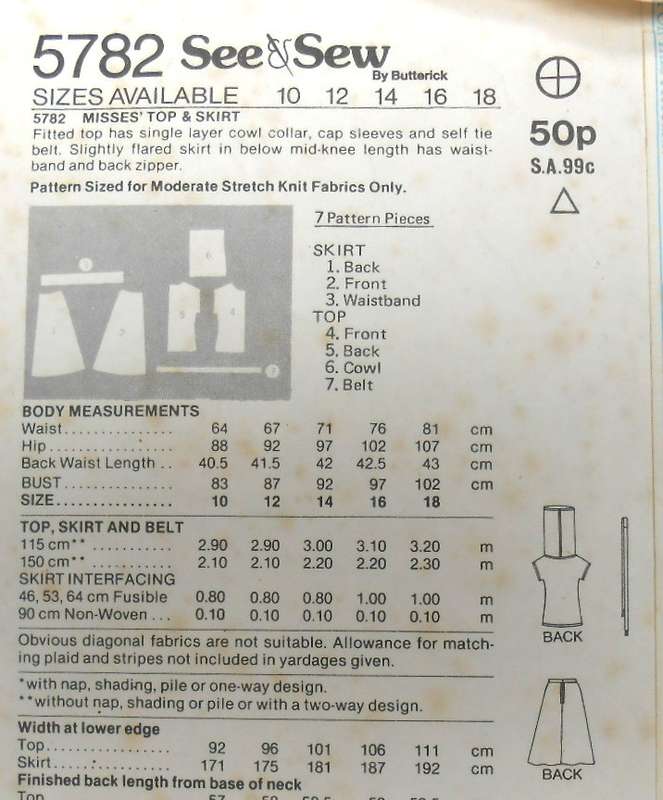 5782 See & Sew
By Butterick
SIZES AVAILABLE 10 12 14 16 18
5782 MISSES' TOP & SKIRT
Fitted top has single layer cowl collar, cap sleeves and self tie
belt. Slightly flared skirt in below mid-knee length has waist-
band and back zipper.
Pattern Sized for Moderate Stretch Knit Fabrics Only.
50p
S.A.99c
7 Pattern Pieces
SKIRT
1. Back
2. Front
3. Waistband
TOP
4. Front
5. Back
6. Cowl
7. Belt
BODY MEASUREMENTS
Waist............... 64 67 71 76 81 cm
Hip................. 88 92 97 102 107 cm
Back Waist Length .. 40.5 41.5 42 42.5 43 cm
BUST ............... 83 87 92 97 102 cm
SIZE................ 10 12 14 16 18
TOP, SKIRT AND BELT
115 cm** ........... 2.90 2.90 3.00 3.10 3.20 m
150 cm** ........... 2.10 2.10 2.20 2.20 2.30 m
SKIRT INTERFACING
46, 53, 64 cm Fusible 0.80 0.80 0.80 1.00 1.00 m
90 cm Non-Woven ... 0.10 0.10 0.10 0.10 0.10 m
Obvious diagonal fabrics are not suitable. Allowance for match-
ing plaid and stripes not included in yardages given.
*with nap, shading, pile or one-way design.
**without nap, shading or pile or with a two-way design.
Width at lower edge
Top................. 92 96 101 106 111 cm
Skirt............... 171 175 181 187 192 cm
Finished back length from base of neck
Top
BACK
BACK